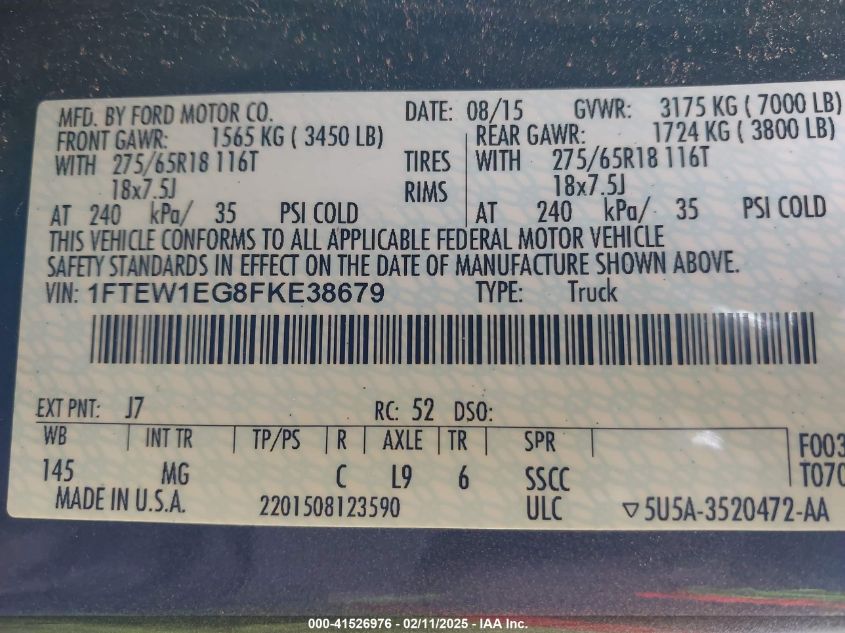 MFD. BY FORD MOTOR CO. DATE: 08/15 GVWR: 3175 KG ( 7000 LB)
FRONT GAWR: 1565 KG ( 3450 LB) REAR GAWR: 1724 KG ( 3800 LB)
WITH 275/65R18 116T TIRES WITH 275/65R18 116T
18x7.5J RIMS 18x7.5J
AT 240 kPa/ 35 PSI COLD AT 240 kPa/ 35 PSI COLD
THIS VEHICLE CONFORMS TO ALL APPLICABLE FEDERAL MOTOR VEHICLE
SAFETY STANDARDS IN EFFECT ON THE DATE OF MANUFACTURE SHOWN ABOVE.
VIN: 1FTEW1EG8FKE38679 TYPE: Truck
EXT PNT: J7 RC: 52 DSO:
WB INT TR TP/PS R AXLE TR SPR F003
145 MG C L9 6 SSCC T070
MADE IN U.S.A. 2201508123590 ULC ▽5U5A-3520472-AA
000-41526976 - 02/11/2025 - IAA Inc.